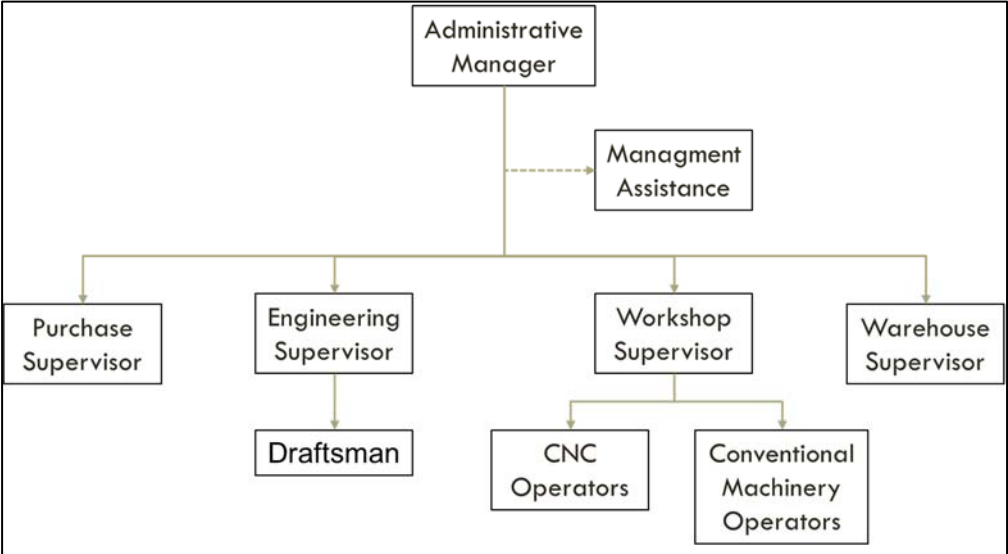 Administrative
Manager
Managment
Assistance
Purchase
Supervisor
Engineering
Supervisor
Workshop
Supervisor
Warehouse
Supervisor
Draftsman
CNC
Operators
Conventional
Machinery
Operators